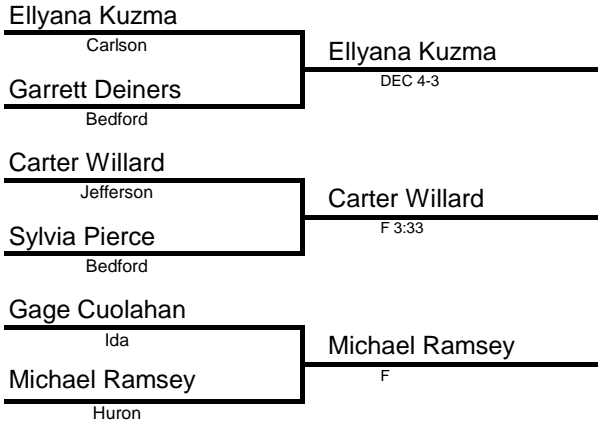 Ellyana Kuzma
Carlson
Ellyana Kuzma
DEC 4-3
Garrett Deiners
Bedford
Carter Willard
Jefferson
Carter Willard
F 3:33
Sylvia Pierce
Bedford
Gage Cuolahan
Ida
Michael Ramsey
F
Michael Ramsey
Huron